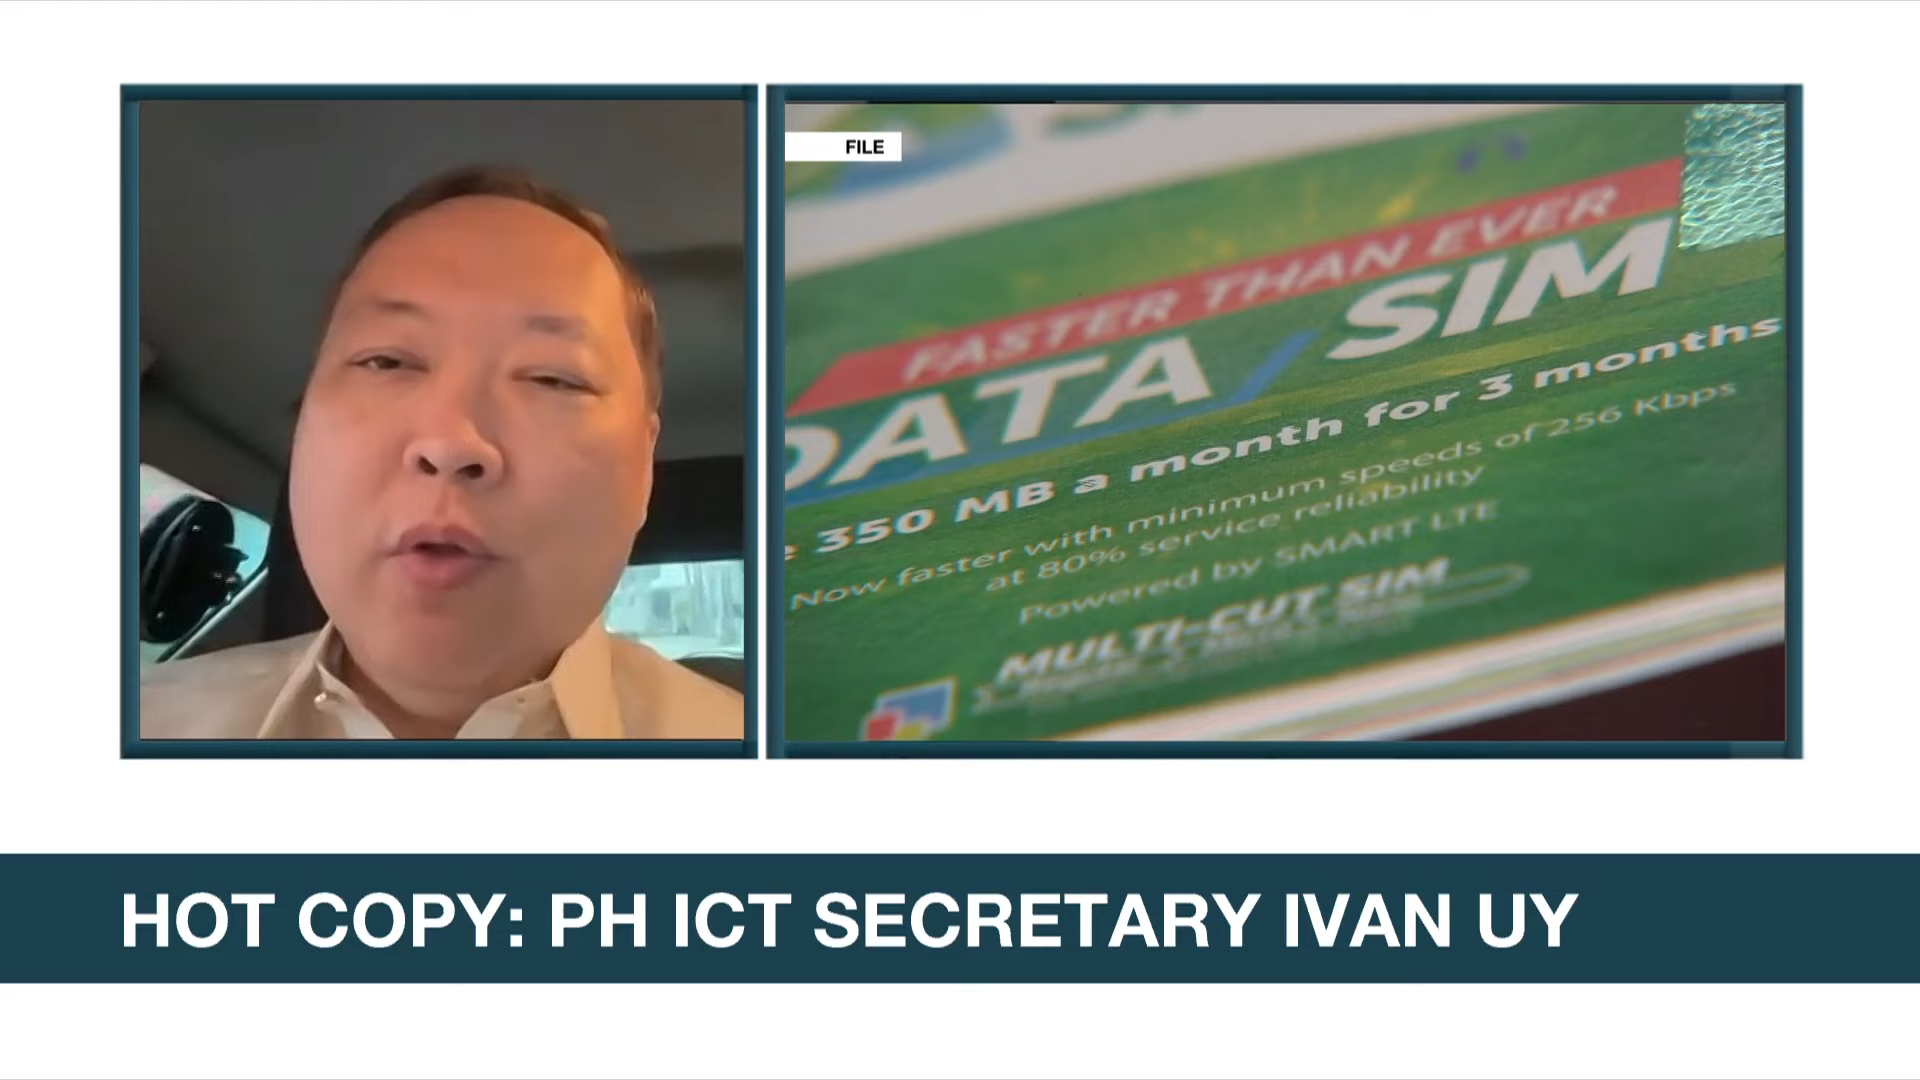 FILE
FASTER THAN EVER
DATA SIM
350 MB a month for 3 months
Now faster with minimum speeds of 256 Kbps
at 80% service reliability
Powered by SMART LTE
MULTI-CUT SIM
HOT COPY: PH ICT SECRETARY IVAN UY